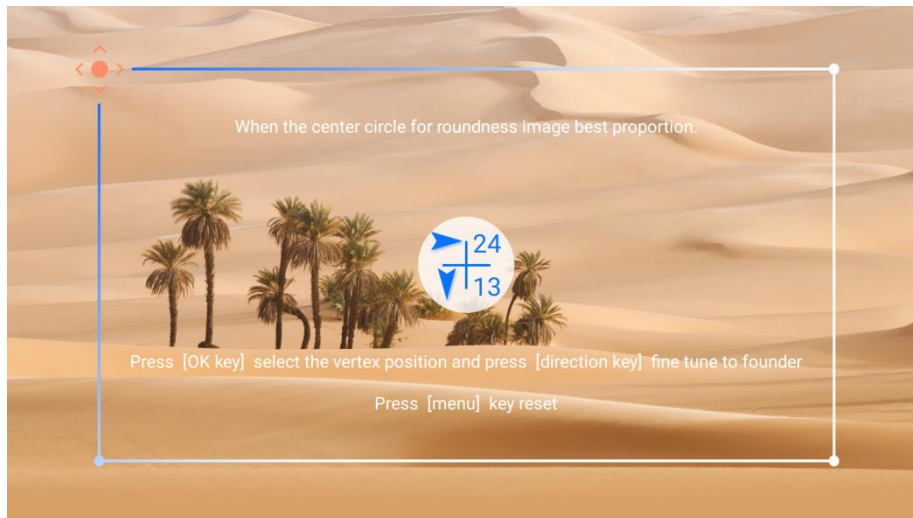 When the center circle for roundness image best proportion.
24
13
Press [OK key] select the vertex position and press [direction key] fine tune to founder
Press [menu] key reset